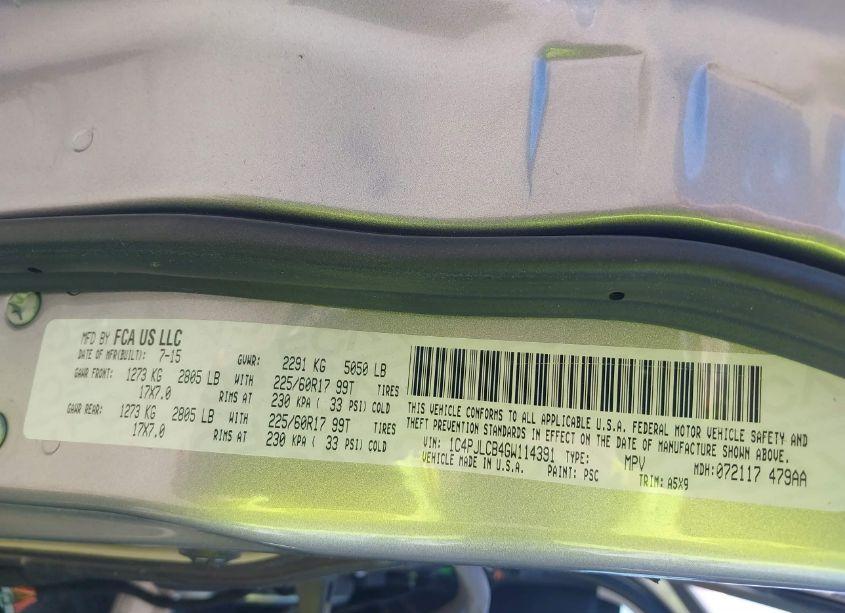 MFD BY FCA US LLC
DATE OF MFR(BUILT): 7-15 GVWR: 2291 KG 5050 LB
GAWR FRONT: 1273 KG 2805 LB WITH 225/60R17 99T TIRES
17X7.0 RIMS AT 230 KPA ( 33 PSI) COLD
GAWR REAR: 1273 KG 2805 LB WITH 225/60R17 99T TIRES
17X7.0 RIMS AT 230 KPA ( 33 PSI) COLD
THIS VEHICLE CONFORMS TO ALL APPLICABLE U.S.A. FEDERAL MOTOR VEHICLE SAFETY AND
THEFT PREVENTION STANDARDS IN EFFECT ON THE DATE OF MANUFACTURE SHOWN ABOVE.
VIN: 1C4PJLCB4GW114391 TYPE: MPV MDH:072117 479AA
VEHICLE MADE IN U.S.A. PAINT: PSC TRIM: A5X9